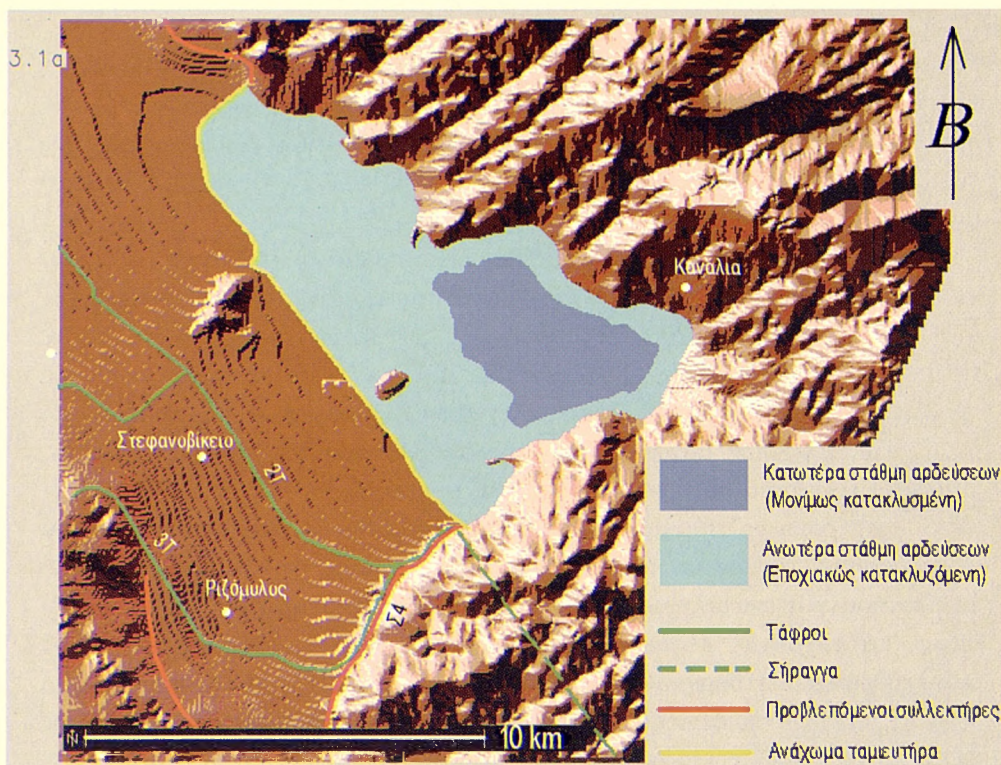 3.1α
Β
Κανάλια
Στεφανοβίκειο
2Τ
3Τ
Ριζόμυλος
Σ4
10 km
Κατωτέρα στάθμη αρδεύσεων
(Μονίμως κατακλυσμένη)
Ανωτέρα στάθμη αρδεύσεων
(Εποχιακώς κατακλυζόμενη)
Τάφροι
Σήραγγα
Προβλεπόμενοι συλλεκτήρες
Ανάχωμα ταμιευτήρα